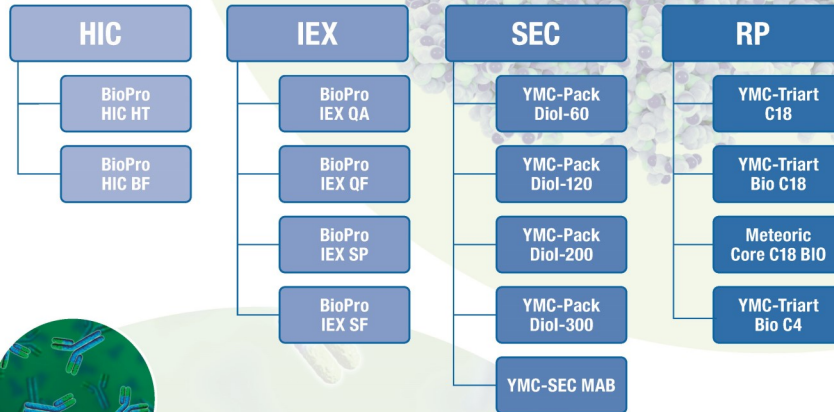 HIC
BioPro
HIC HT
BioPro
HIC BF
IEX
BioPro
IEX QA
BioPro
IEX QF
BioPro
IEX SP
BioPro
IEX SF
SEC
YMC-Pack
Diol-60
YMC-Pack
Diol-120
YMC-Pack
Diol-200
YMC-Pack
Diol-300
YMC-SEC MAB
RP
YMC-Triart
C18
YMC-Triart
Bio C18
Meteoric
Core C18 BIO
YMC-Triart
Bio C4